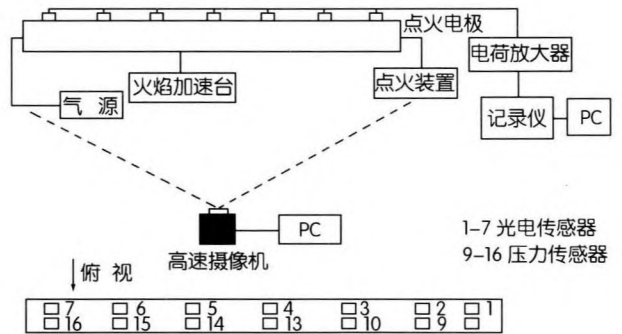 点火电极
电荷放大器
火焰加速台
点火装置
气 源
记录仪
PC
PC
高速摄像机
1-7 光电传感器
9-16 压力传感器
俯 视
7 6 5 4 3 2 1
16 15 14 13 10 9